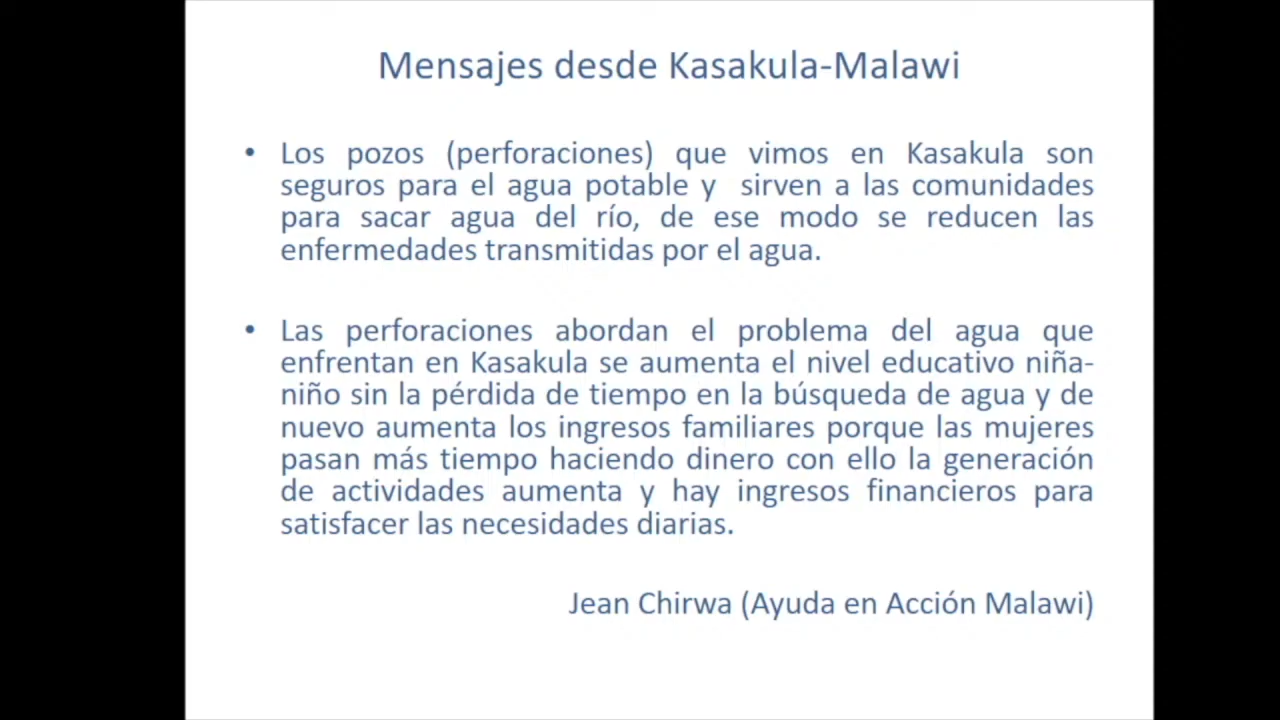 Mensajes desde Kasakula-Malawi
• Los pozos (perforaciones) que vimos en Kasakula son
seguros para el agua potable y sirven a las comunidades
para sacar agua del río, de ese modo se reducen las
enfermedades transmitidas por el agua.
• Las perforaciones abordan el problema del agua que
enfrentan en Kasakula se aumenta el nivel educativo niña-
niño sin la pérdida de tiempo en la búsqueda de agua y de
nuevo aumenta los ingresos familiares porque las mujeres
pasan más tiempo haciendo dinero con ello la generación
de actividades aumenta y hay ingresos financieros para
satisfacer las necesidades diarias.
Jean Chirwa (Ayuda en Acción Malawi)